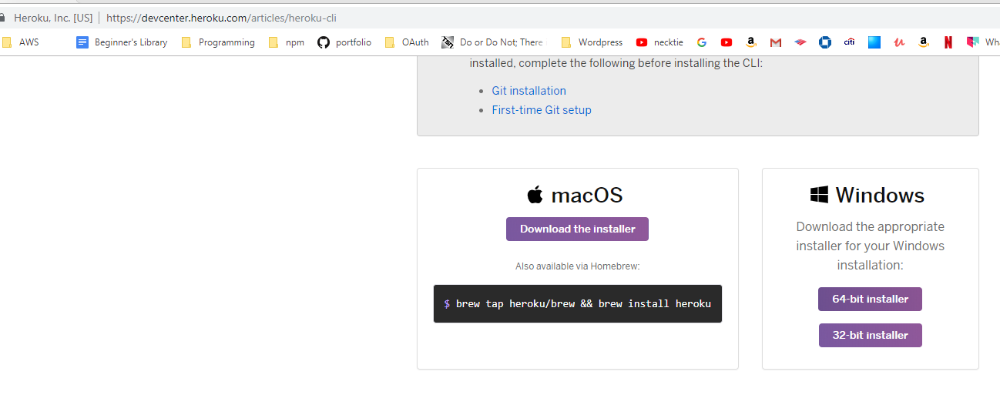 Heroku, Inc. [US] | https://devcenter.heroku.com/articles/heroku-cli
AWS Beginner's Library Programming npm portfolio OAuth Do or Do Not; There Wordpress necktie citi Wha
installed, complete the following before installing the CLI:
• Git installation
• First-time Git setup
macOS
Download the installer
Also available via Homebrew:
$ brew tap heroku/brew && brew install heroku
Windows
Download the appropriate
installer for your Windows
installation:
64-bit installer
32-bit installer